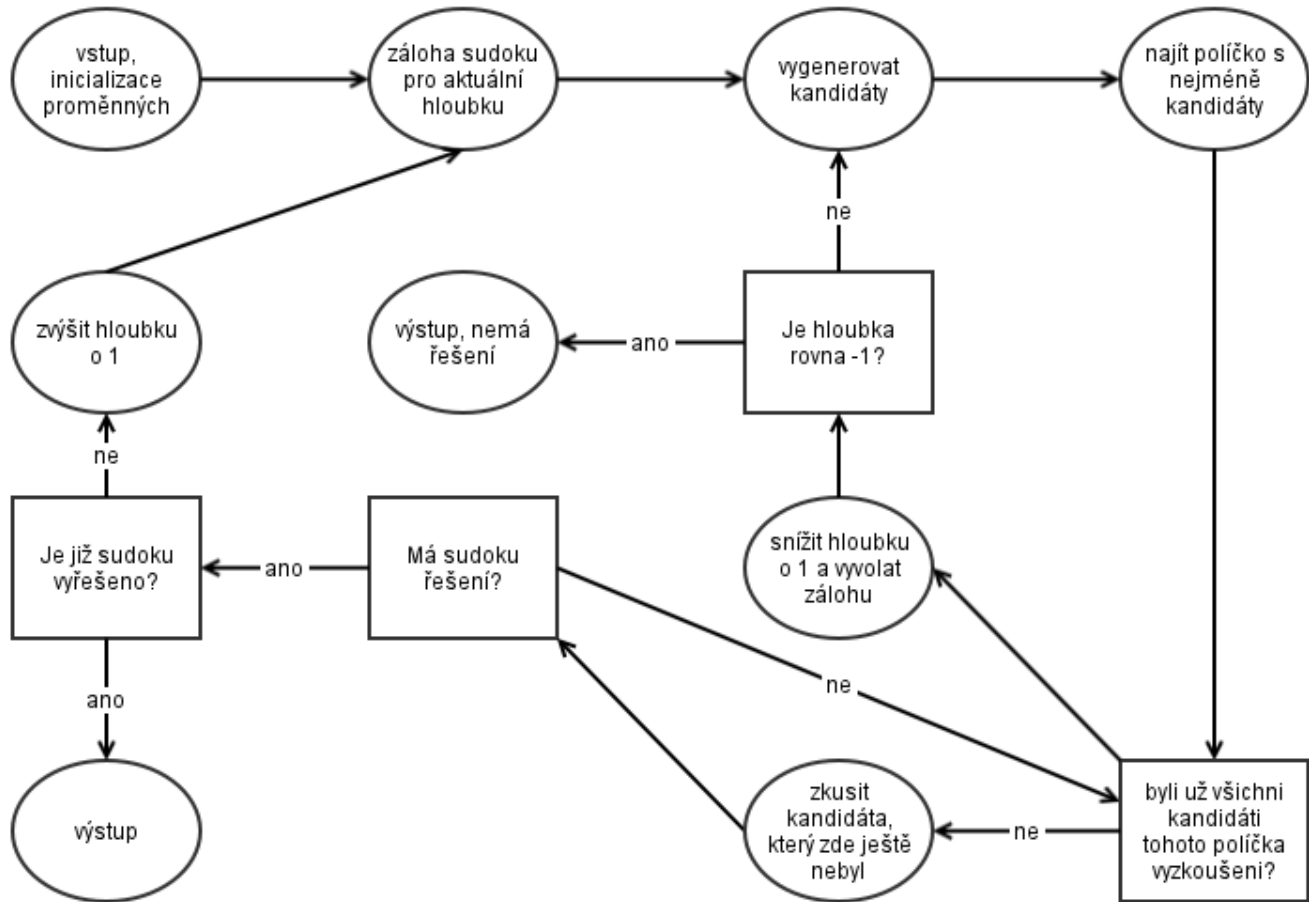 vstup,
inicializace
proměnných
záloha sudoku
pro aktuální
hloubku
vygenerovat
kandidáty
najít políčko s
nejméně
kandidáty
ne
zvýšit hloubku
o 1
výstup, nemá
řešení
ano
Je hloubka
rovna -1?
ne
Je již sudoku
vyřešeno?
ano
Má sudoku
řešení?
snížit hloubku
o 1 a vyvolat
zálohu
ne
ano
výstup
zkusit
kandidáta,
který zde ještě
nebyl
ne
byli už všichni
kandidáti
tohoto políčka
vyzkoušeni?